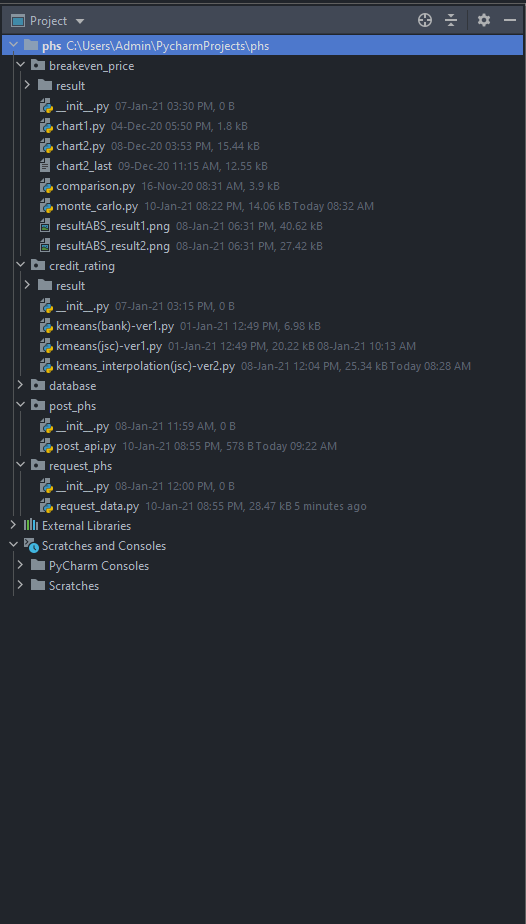 Project
phs C:\Users\Admin\PycharmProjects\phs
breakeven_price
result
__init__.py 07-Jan-21 03:30 PM, 0 B
chart1.py 04-Dec-20 05:50 PM, 1.8 kB
chart2.py 08-Dec-20 03:53 PM, 15.44 kB
chart2_last 09-Dec-20 11:15 AM, 12.55 kB
comparison.py 16-Nov-20 08:31 AM, 3.9 kB
monte_carlo.py 10-Jan-21 08:22 PM, 14.06 kB Today 08:32 AM
resultABS_result1.png 08-Jan-21 06:31 PM, 40.62 kB
resultABS_result2.png 08-Jan-21 06:31 PM, 27.42 kB
credit_rating
result
__init__.py 07-Jan-21 03:15 PM, 0 B
kmeans(bank)-ver1.py 01-Jan-21 12:49 PM, 6.98 kB
kmeans(jsc)-ver1.py 01-Jan-21 12:49 PM, 20.22 kB 08-Jan-21 10:13 AM
kmeans_interpolation(jsc)-ver2.py 08-Jan-21 12:04 PM, 25.34 kB Today 08:28 AM
database
post_phs
__init__.py 08-Jan-21 11:59 AM, 0 B
post_api.py 10-Jan-21 08:55 PM, 578 B Today 09:22 AM
request_phs
__init__.py 08-Jan-21 12:00 PM, 0 B
request_data.py 10-Jan-21 08:55 PM, 28.47 kB 5 minutes ago
External Libraries
Scratches and Consoles
PyCharm Consoles
Scratches